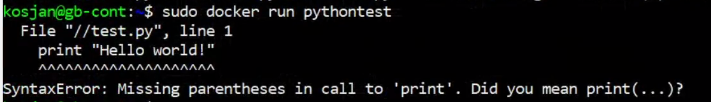 kosjan@gb-cont:~$ sudo docker run pythontest
  File "//test.py", line 1
    print "Hello world!"
    ^^^^^^^^^^^^^^^^^^^^
SyntaxError: Missing parentheses in call to 'print'. Did you mean print(...)?